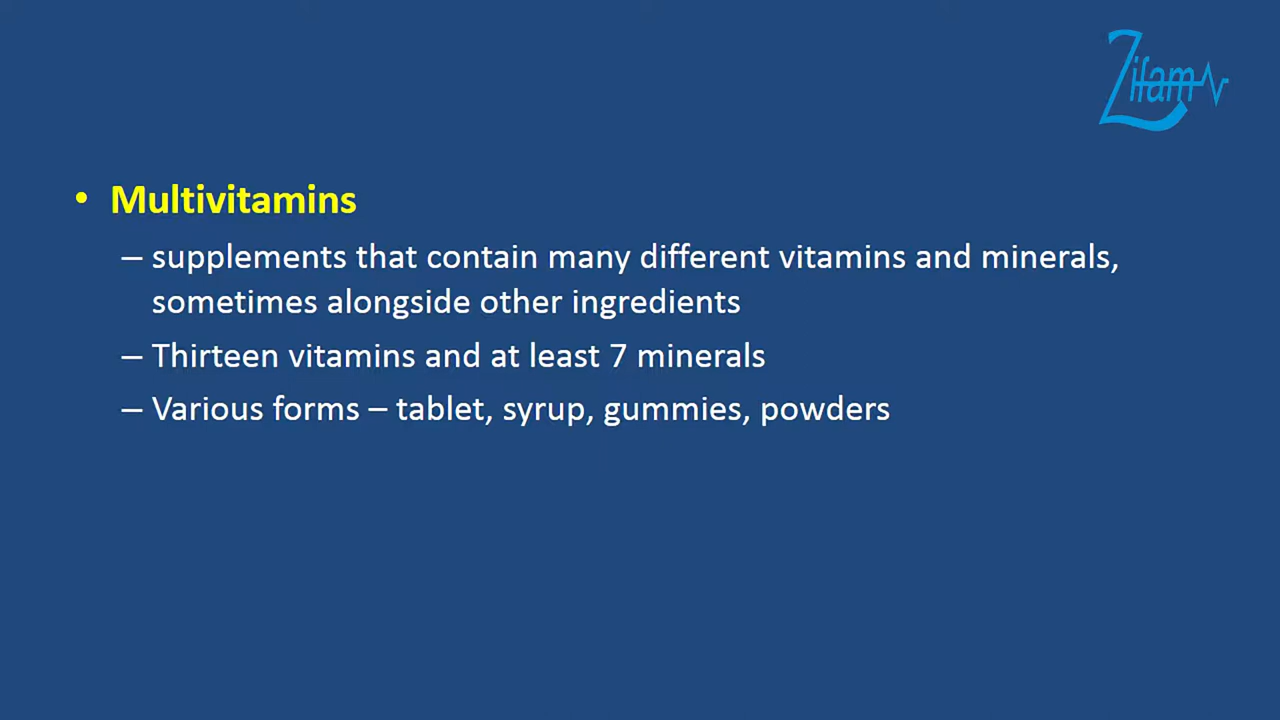 Zifam
• Multivitamins
– supplements that contain many different vitamins and minerals,
sometimes alongside other ingredients
– Thirteen vitamins and at least 7 minerals
– Various forms – tablet, syrup, gummies, powders